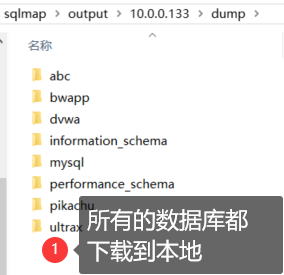 sqlmap > output > 10.0.0.133 > dump >
名称
abc
bwapp
dvwa
information_schema
mysql
performance_schema
pikachu
ultrax
1
所有的数据库都
下载到本地